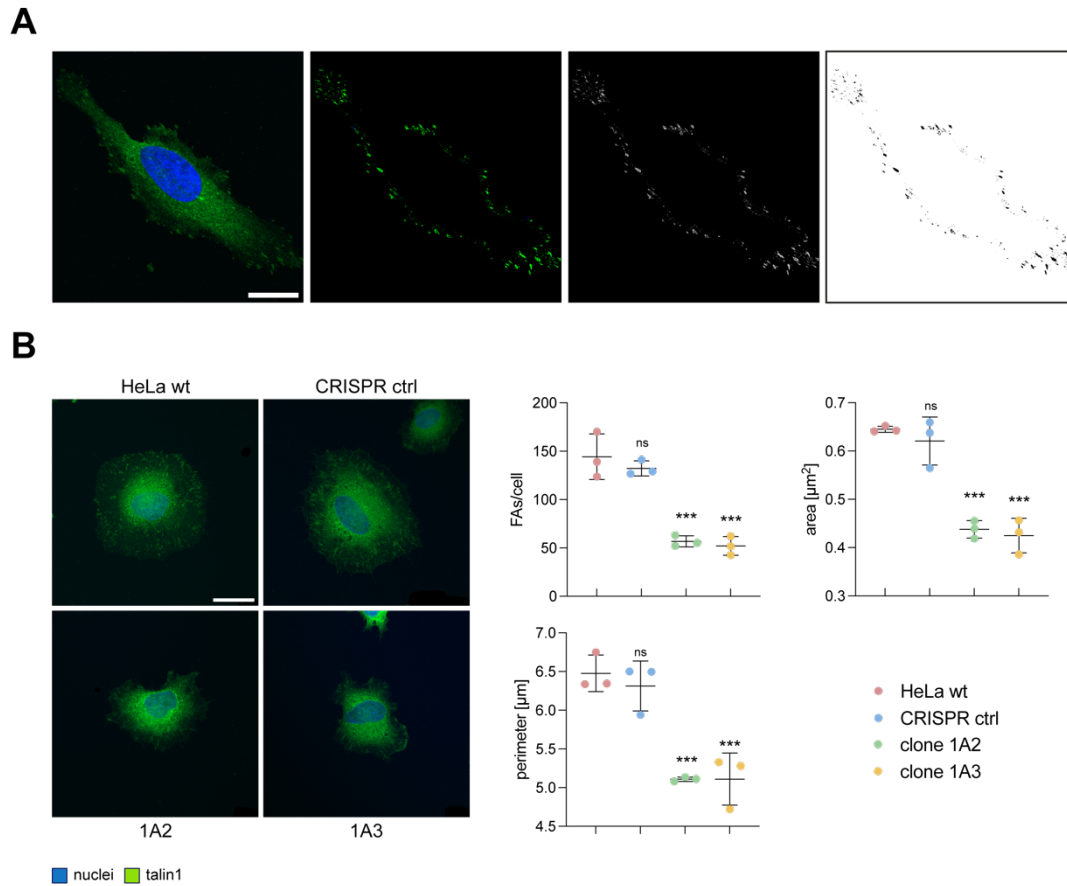 A
B
HeLa wt
CRISPR ctrl
1A2
1A3
nuclei
talin1
FAs/cell
200
150
100
50
0
ns
***
***
area [µm²]
0.7
0.6
0.5
0.4
0.3
ns
***
***
perimeter [µm]
7.0
6.5
6.0
5.5
5.0
4.5
ns
***
***
HeLa wt
CRISPR ctrl
clone 1A2
clone 1A3